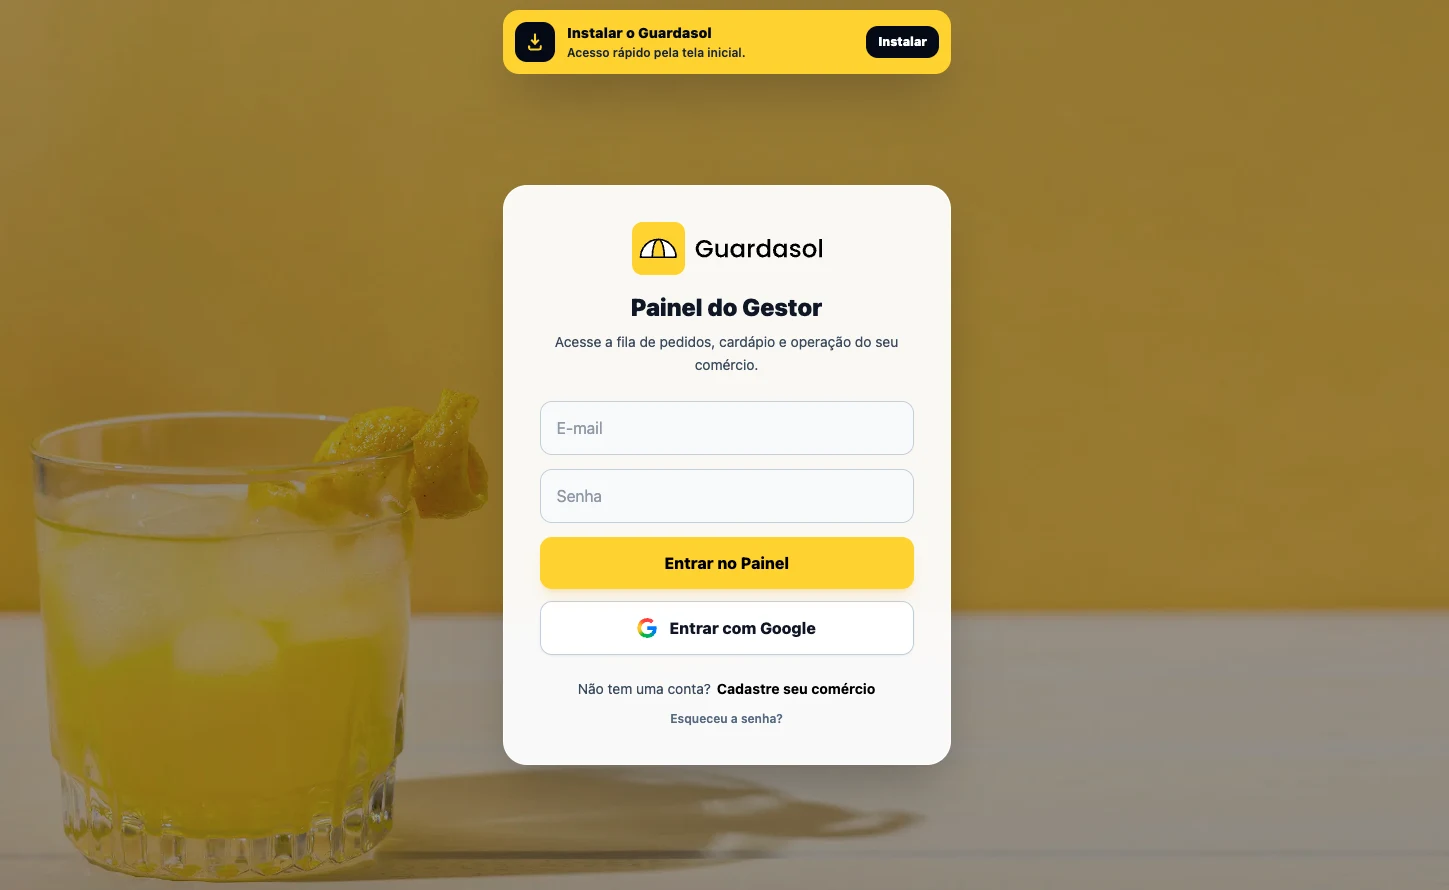 Instalar o Guardasol
Acesso rápido pela tela inicial.
Instalar
Guardasol
Painel do Gestor
Acesse a fila de pedidos, cardápio e operação do seu
comércio.
E-mail
Senha
Entrar no Painel
Entrar com Google
Não tem uma conta? Cadastre seu comércio
Esqueceu a senha?